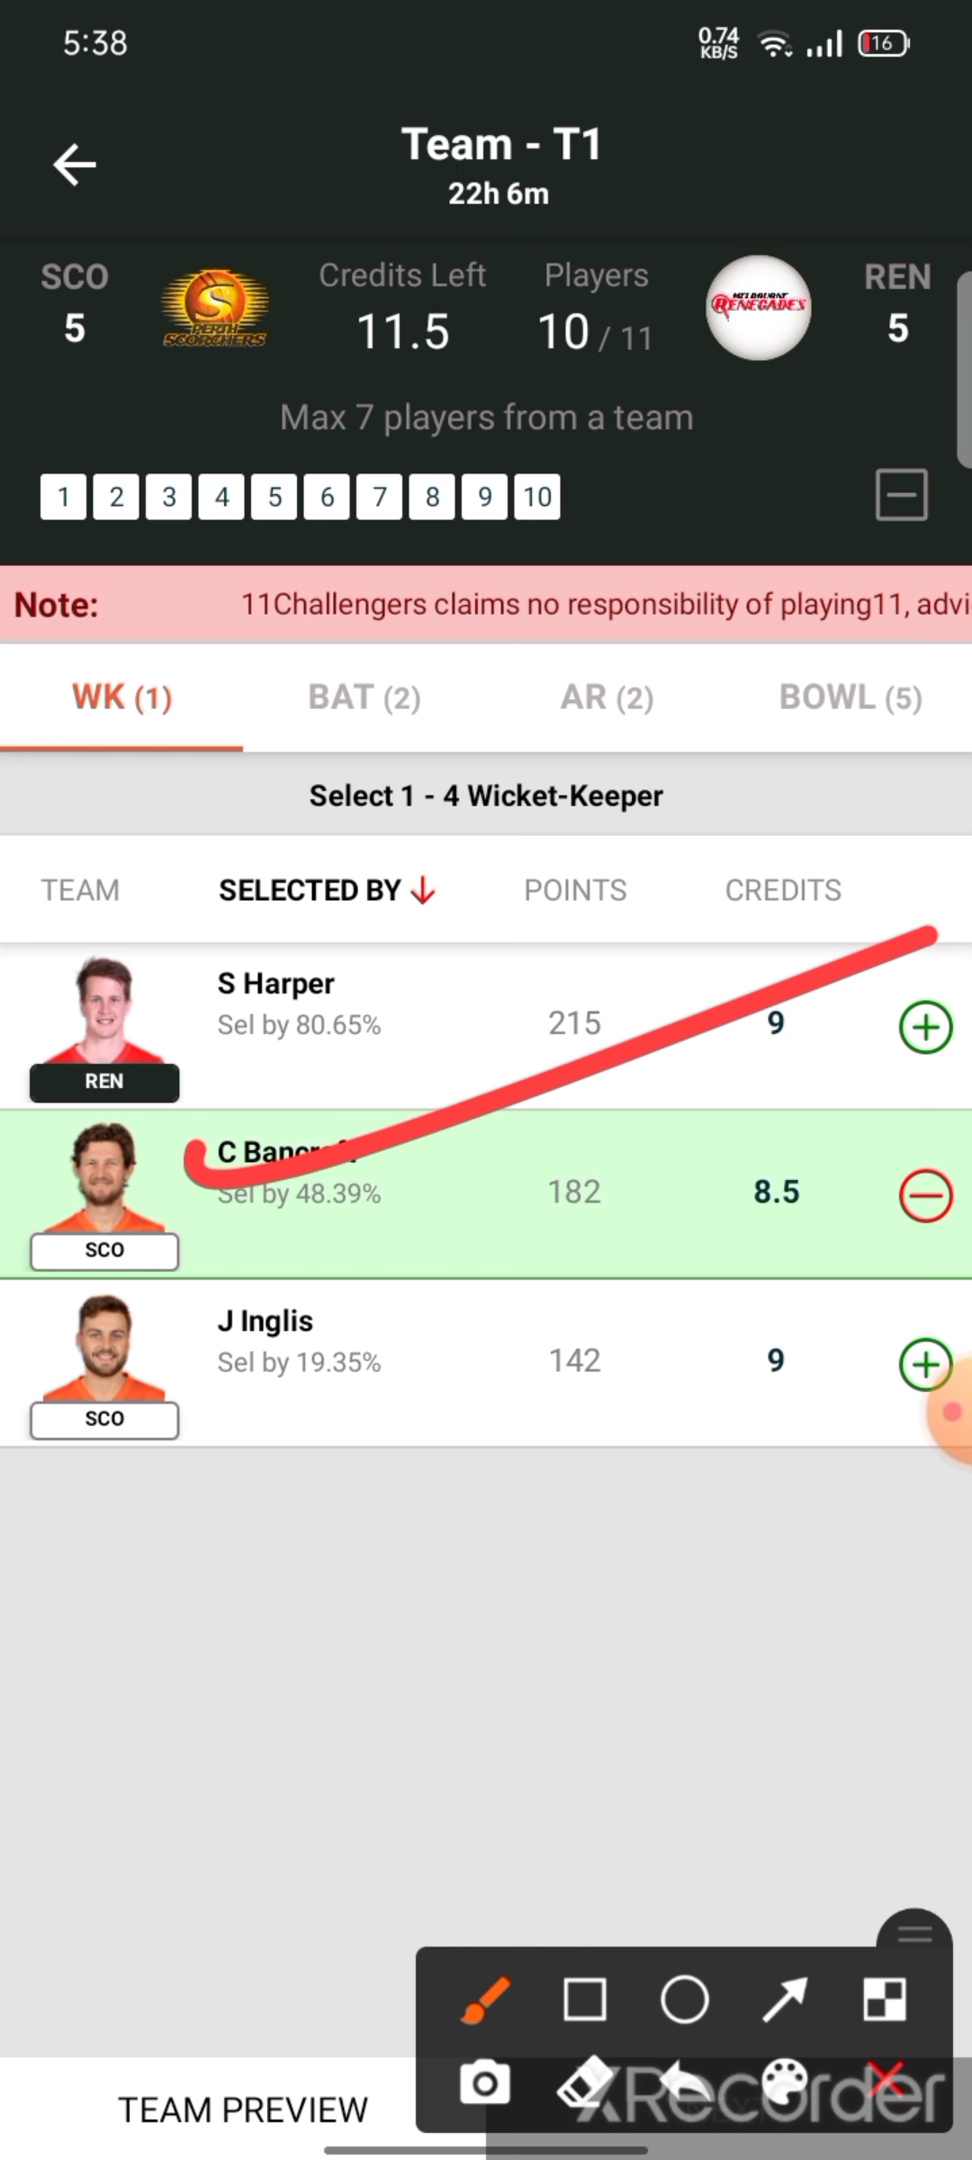 5:38
0.74
KB/S
16
Team - T1
22h 6m
SCO
5
PERTH
SCORCHERS
Credits Left
11.5
Players
10 / 11
MELBOURNE
RENEGADES
REN
5
Max 7 players from a team
1 2 3 4 5 6 7 8 9 10
Note: 11Challengers claims no responsibility of playing11, advi
WK (1) BAT (2) AR (2) BOWL (5)
Select 1 - 4 Wicket-Keeper
TEAM SELECTED BY POINTS CREDITS
S Harper
Sel by 80.65% 215 9
REN
C
Sel by 48.39% 182 8.5
SCO
J Inglis
Sel by 19.35% 142 9
SCO
TEAM PREVIEW
XRecorder